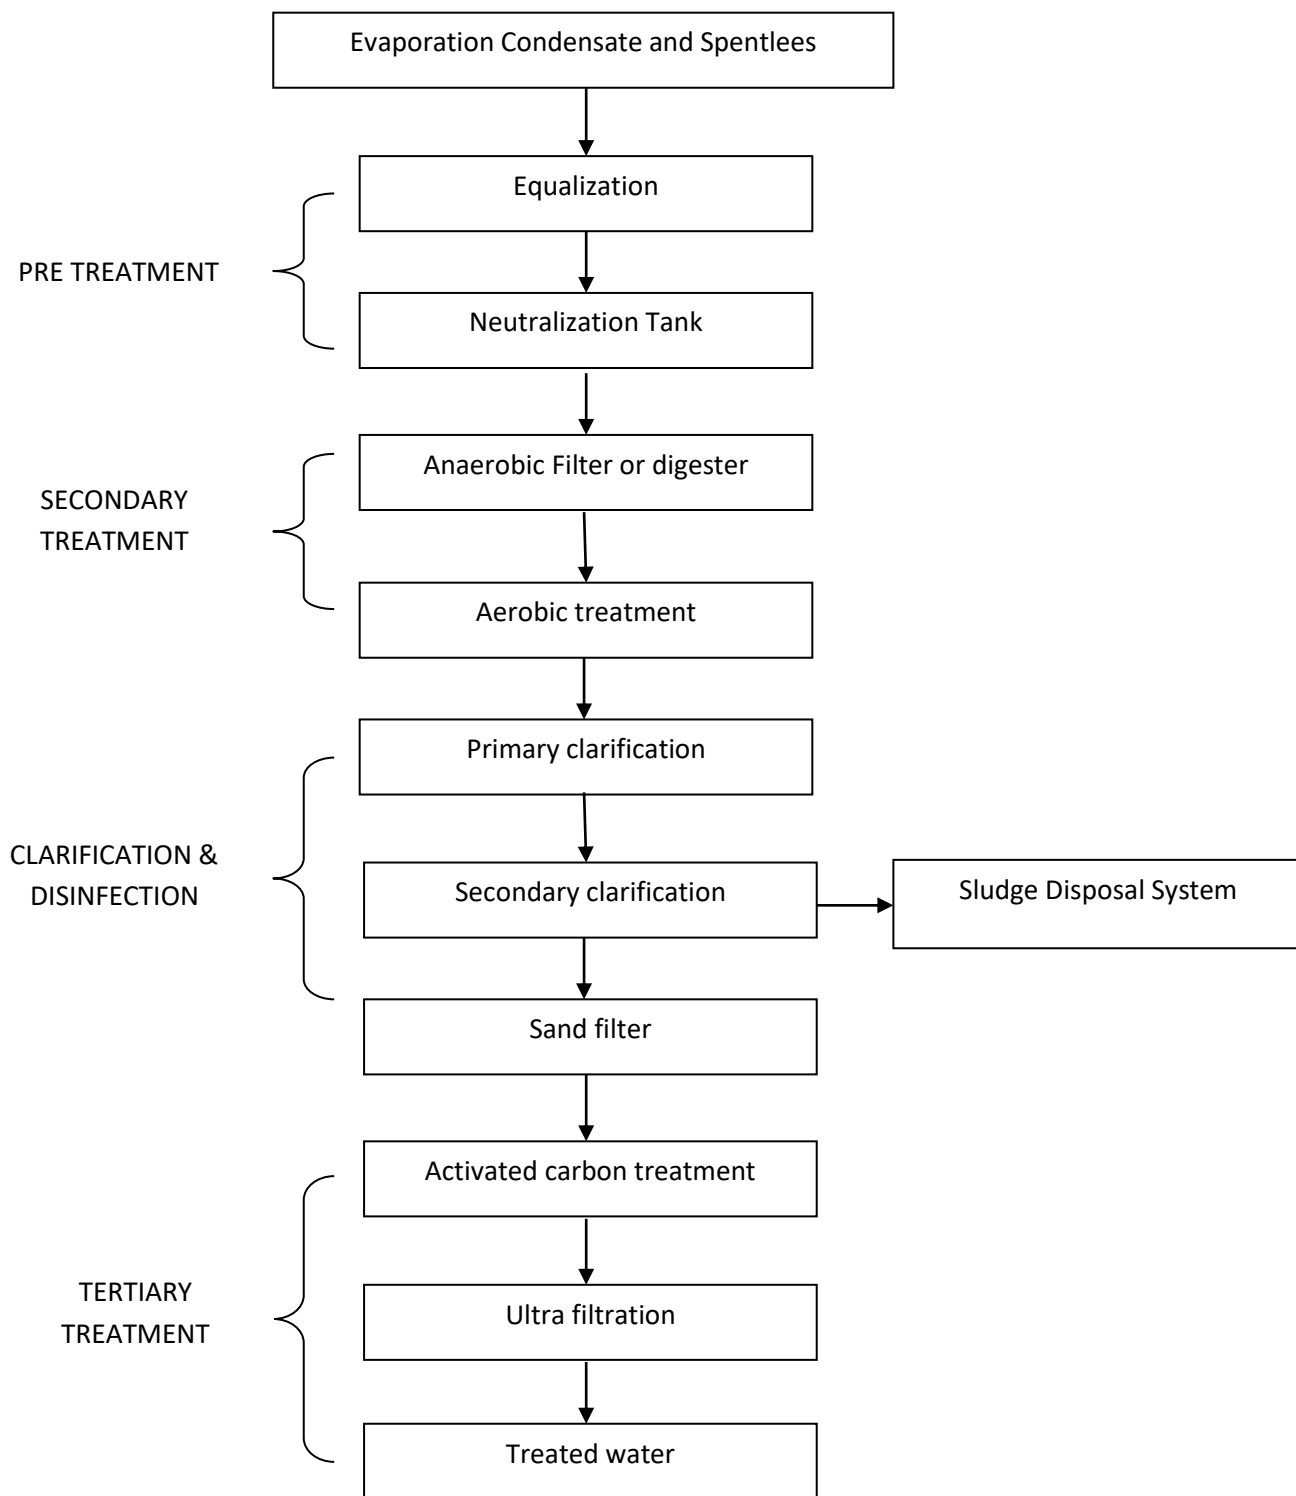 Evaporation Condensate and Spentlees
Equalization
PRE TREATMENT
Neutralization Tank
Anaerobic Filter or digester
SECONDARY
TREATMENT
Aerobic treatment
Primary clarification
CLARIFICATION &
DISINFECTION
Secondary clarification
Sludge Disposal System
Sand filter
Activated carbon treatment
TERTIARY
TREATMENT
Ultra filtration
Treated water